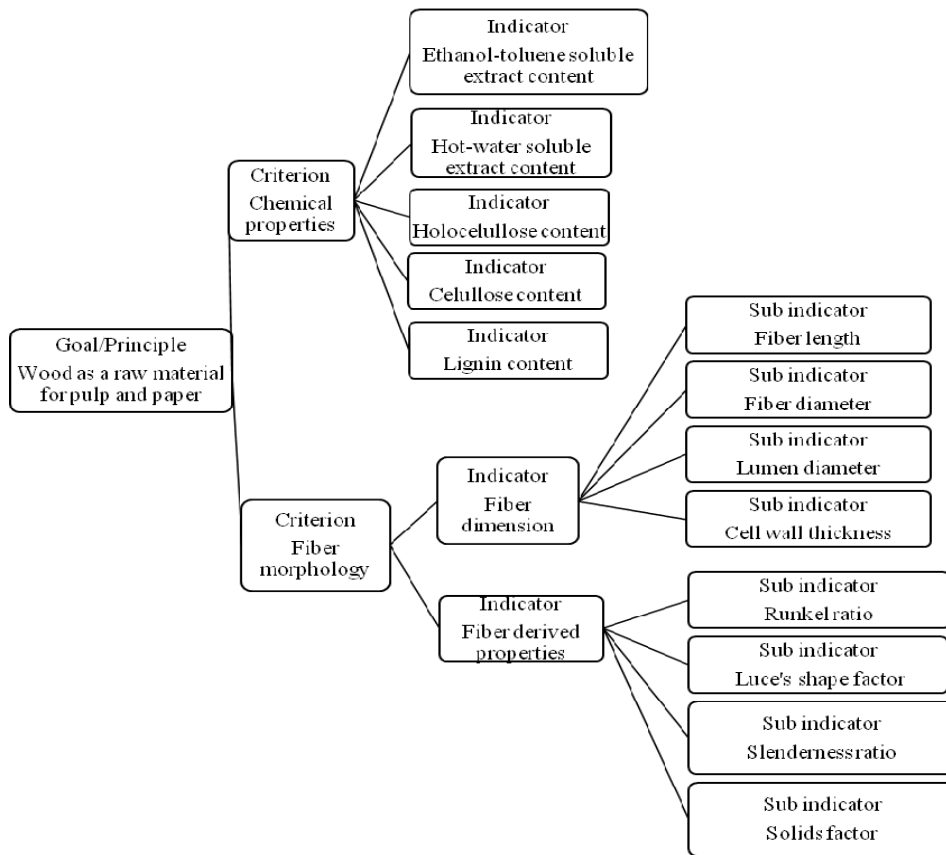 Indicator
Ethanol-toluene soluble
extract content
Indicator
Hot-water soluble
extract content
Criterion
Chemical
properties
Indicator
Holocelullose content
Indicator
Celullose content
Indicator
Lignin content
Goal/Principle
Wood as a raw material
for pulp and paper
Criterion
Fiber
morphology
Indicator
Fiber
dimension
Sub indicator
Fiber length
Sub indicator
Fiber diameter
Sub indicator
Lumen diameter
Sub indicator
Cell wall thickness
Indicator
Fiber derived
properties
Sub indicator
Runkel ratio
Sub indicator
Luce's shape factor
Sub indicator
Slenderness ratio
Sub indicator
Solids factor